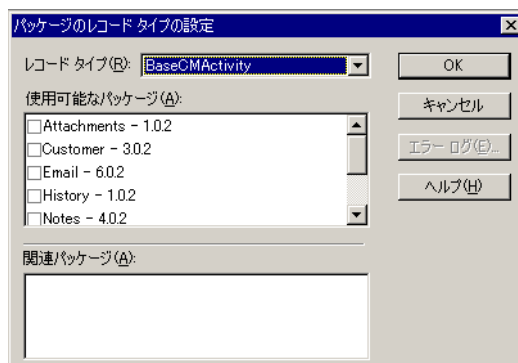 パッケージのレコード タイプの設定
レコード タイプ(R): BaseCMActivity
OK
使用可能なパッケージ(A):
キャンセル
Attachments - 1.0.2
Customer - 3.0.2
エラー ログ(E)...
Email - 6.0.2
ヘルプ(H)
History - 1.0.2
Notes - 4.0.2
関連パッケージ(A):